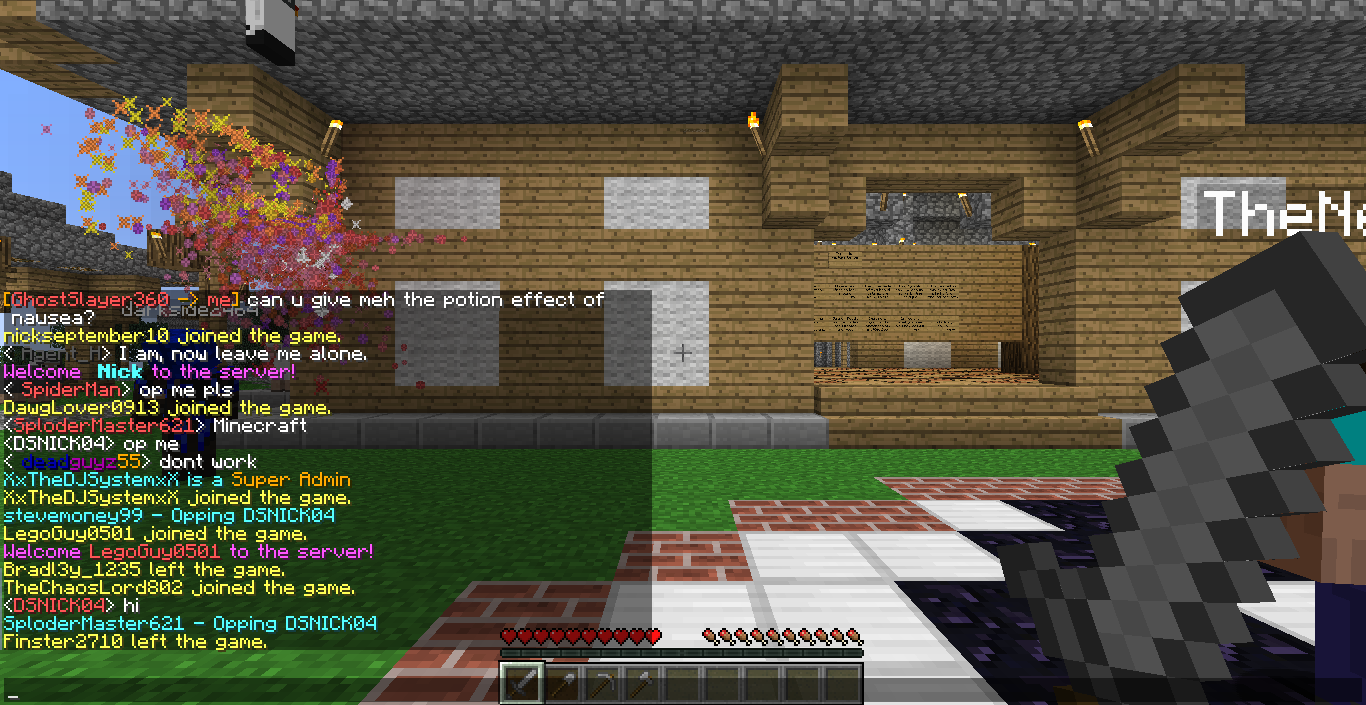 TheNe
[GhostSlayer360 -> me] can u give meh the potion effect of
nausea?
darkside2464
nickseptember10 joined the game.
< Agent_A> I am, now leave me alone.
Welcome Nick to the server!
< SpiderMan> op me pls
DawgLover0913 joined the game.
<SploderMaster621> Minecraft
<DSNICK04> op me
< deadguyz55> dont work
XxTheDJSystemxX is a Super Admin
XxTheDJSystemxX joined the game.
stevemoney99 - Opping DSNICK04
LegoGuy0501 joined the game.
Welcome LegoGuy0501 to the server!
Bradl3y_1235 left the game.
TheChaosLord802 joined the game.
<DSNICK04> hi
SploderMaster621 - Opping DSNICK04
Finster2710 left the game.
_